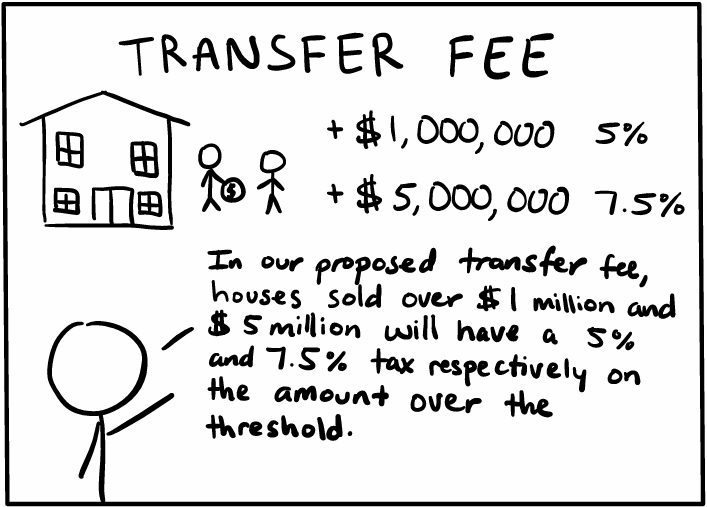 TRANSFER FEE
+ $1,000,000 5%
$
+ $5,000,000 7.5%
In our proposed transfer fee,
houses sold over $1 million and
$5 million will have a 5%
and 7.5% tax respectively on
the amount over the
threshold.